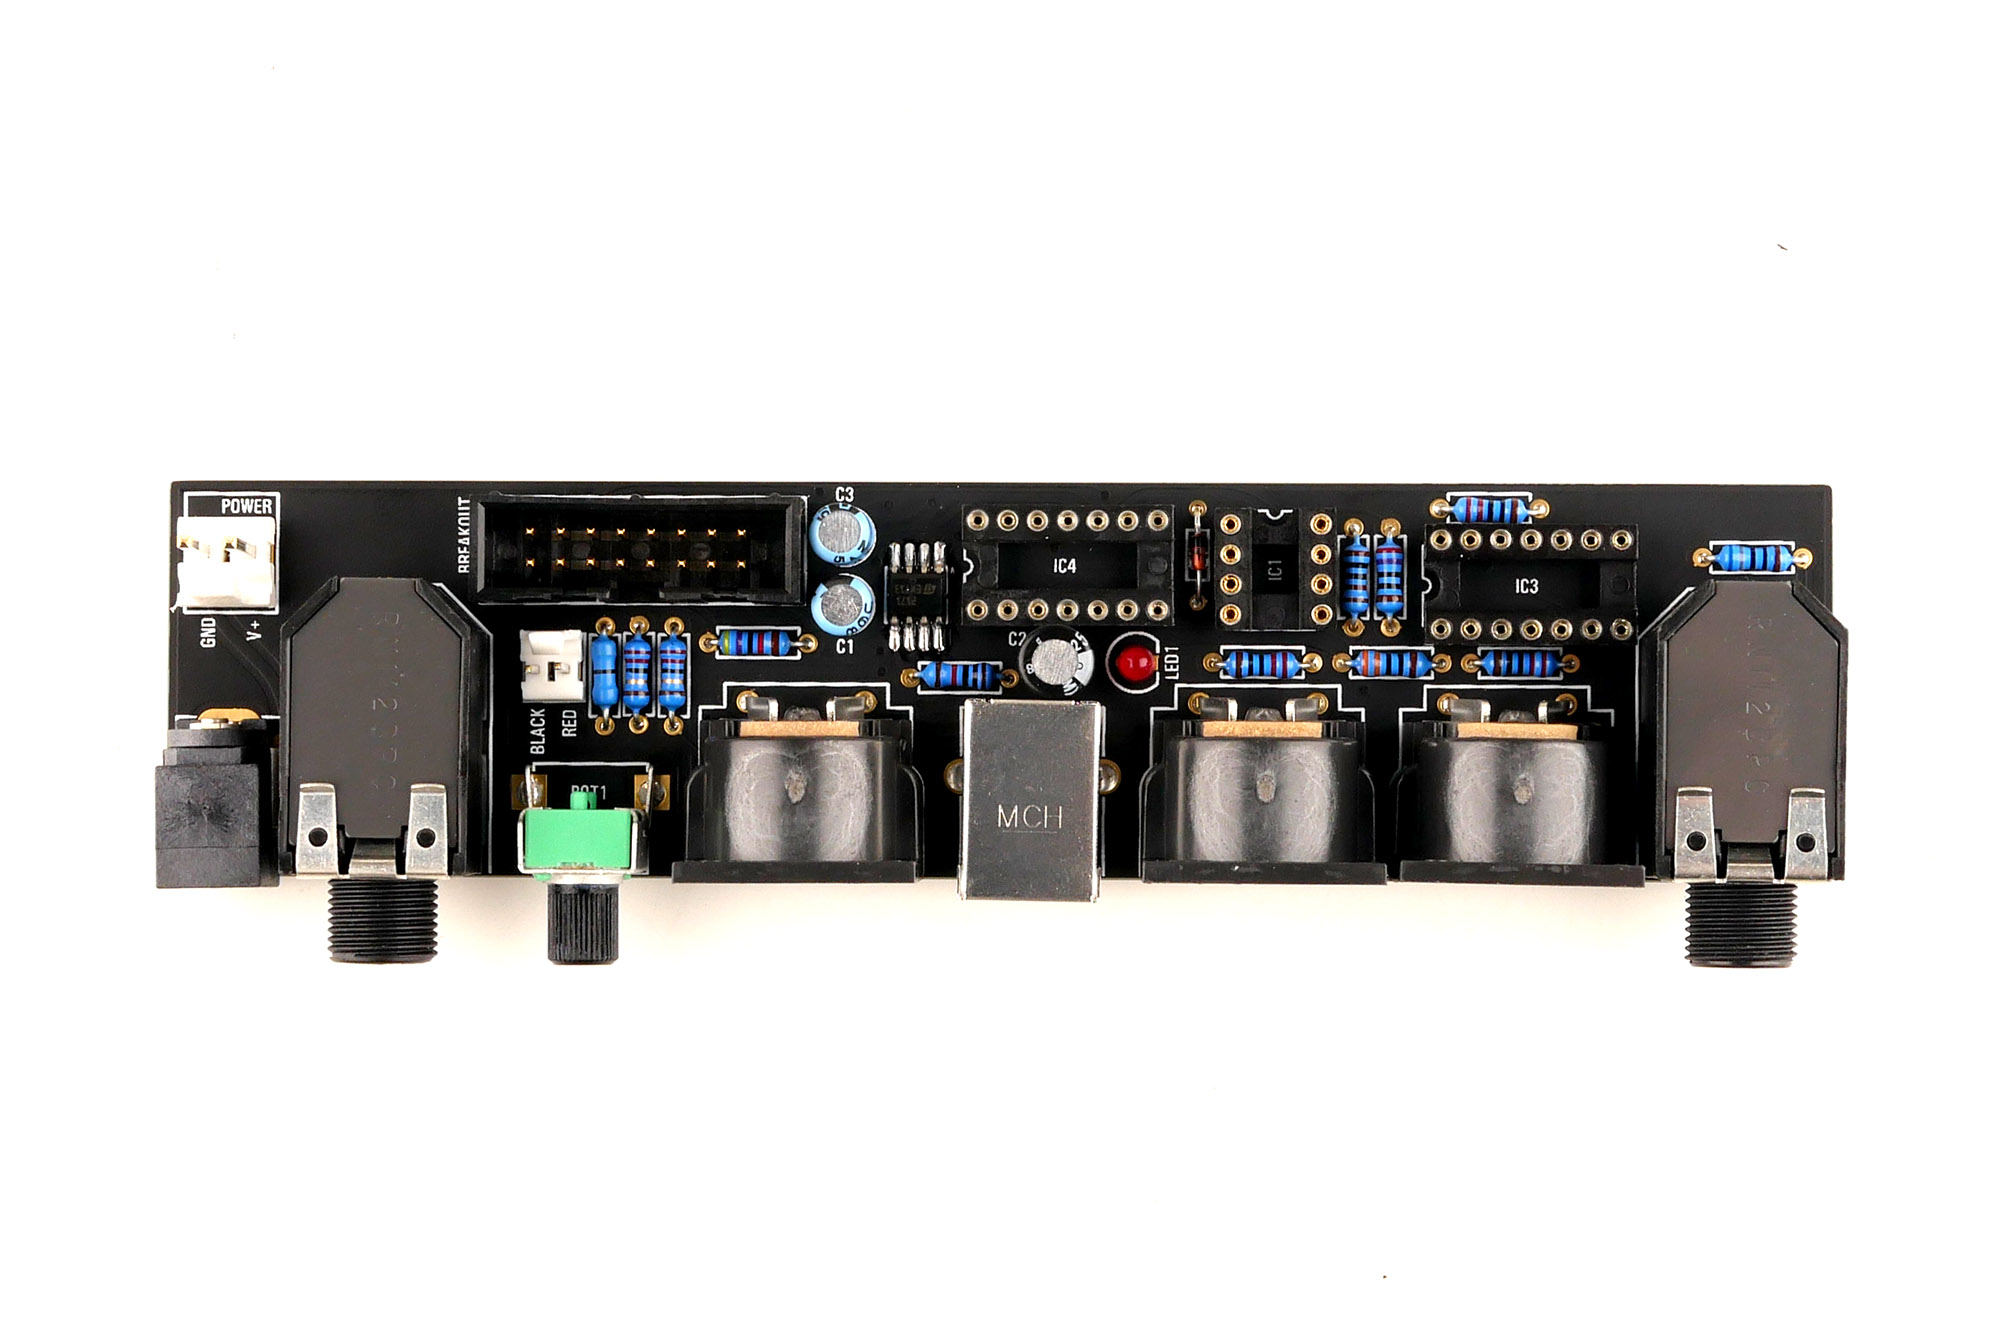 POWER
GND
V+
BREAKOUT
C3
C1
BLACK
RED
POT1
IC4
C2
LED1
IC1
IC3
MCH